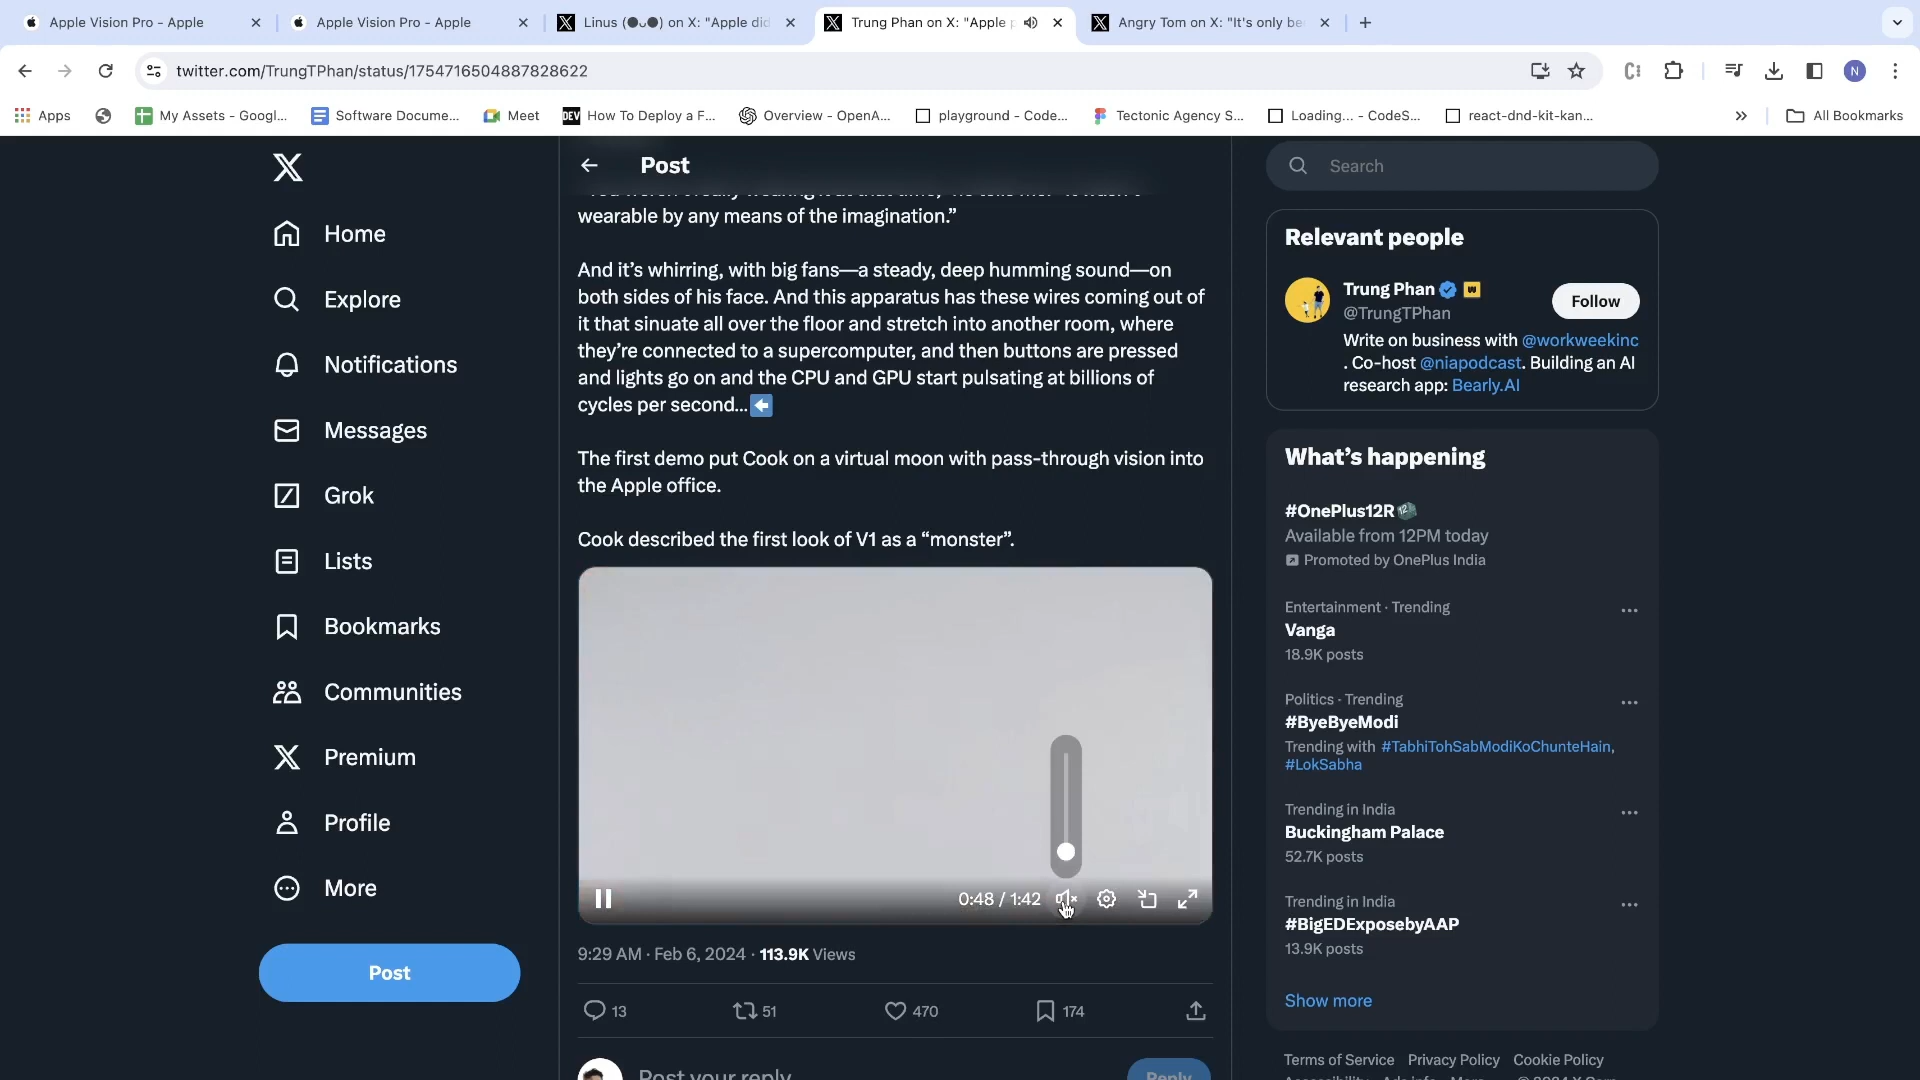 Apple Vision Pro - Apple
Apple Vision Pro - Apple
Linus (●ᴗ●) on X: "Apple did
Trung Phan on X: "Apple p
Angry Tom on X: "It's only be
twitter.com/TrungTPhan/status/1754716504887828622
N
Apps
My Assets - Googl...
Software Docume...
Meet
DEV
How To Deploy a F...
Overview - OpenA...
playground - Code...
Tectonic Agency S...
Loading... - CodeS...
react-dnd-kit-kan...
All Bookmarks
Home
Explore
Notifications
Messages
Grok
Lists
Bookmarks
Communities
Premium
Profile
More
Post
Post
wearable by any means of the imagination.”
And it’s whirring, with big fans—a steady, deep humming sound—on
both sides of his face. And this apparatus has these wires coming out of
it that sinuate all over the floor and stretch into another room, where
they’re connected to a supercomputer, and then buttons are pressed
and lights go on and the CPU and GPU start pulsating at billions of
cycles per second...
The first demo put Cook on a virtual moon with pass-through vision into
the Apple office.
Cook described the first look of V1 as a “monster”.
0:48 / 1:42
9:29 AM · Feb 6, 2024 · 113.9K Views
13
51
470
174
Post your reply
Reply
Search
Relevant people
Trung Phan
@TrungTPhan
Follow
Write on business with @workweekinc
. Co-host @niapodcast. Building an AI
research app: Bearly.AI
What’s happening
#OnePlus12R
Available from 12PM today
Promoted by OnePlus India
Entertainment · Trending
Vanga
18.9K posts
Politics · Trending
#ByeByeModi
Trending with #TabhiTohSabModiKoChunteHain,
#LokSabha
Trending in India
Buckingham Palace
52.7K posts
Trending in India
#BigEDExposebyAAP
13.9K posts
Show more
Terms of Service Privacy Policy Cookie Policy